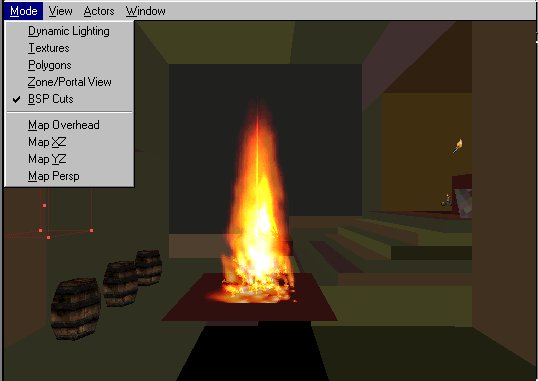 Mode View Actors Window
Dynamic Lighting
Textures
Polygons
Zone/Portal View
BSP Cuts
Map Overhead
Map XZ
Map YZ
Map Persp